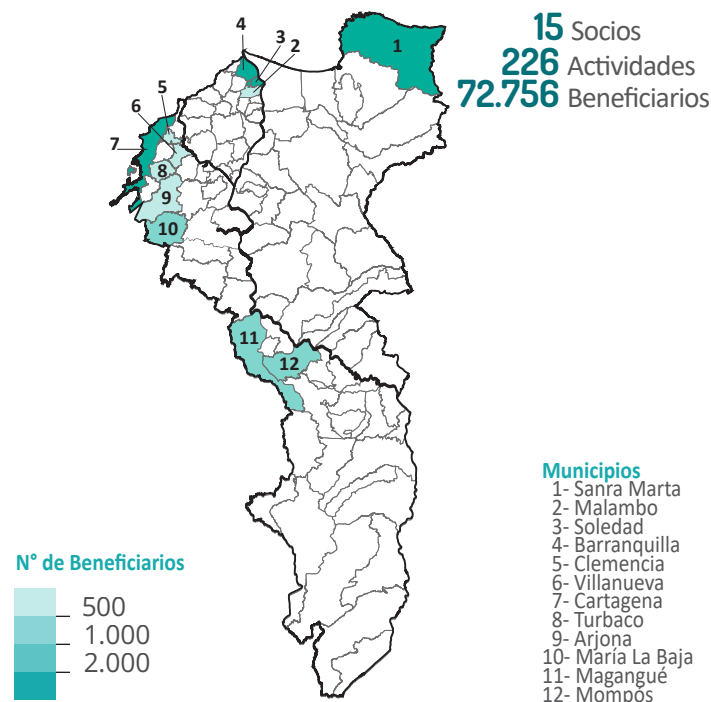 15 Socios
226 Actividades
72.756 Beneficiarios
4
3
2
1
5
6
7
8
9
10
11
12
N° de Beneficiarios
500
1.000
2.000
Municipios
1- Sanra Marta
2- Malambo
3- Soledad
4- Barranquilla
5- Clemencia
6- Villanueva
7- Cartagena
8- Turbaco
9- Arjona
10- María La Baja
11- Magangué
12- Mompós